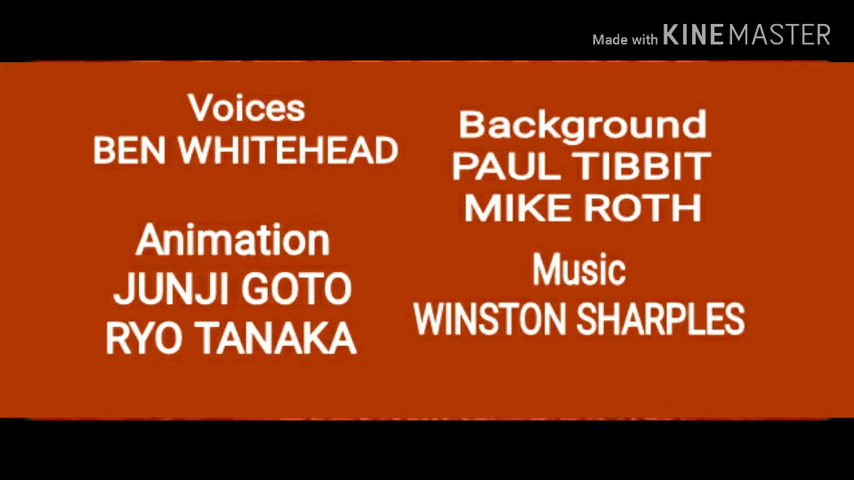 Made with KINEMASTER
Voices
BEN WHITEHEAD
Animation
JUNJI GOTO
RYO TANAKA
Background
PAUL TIBBIT
MIKE ROTH
Music
WINSTON SHARPLES